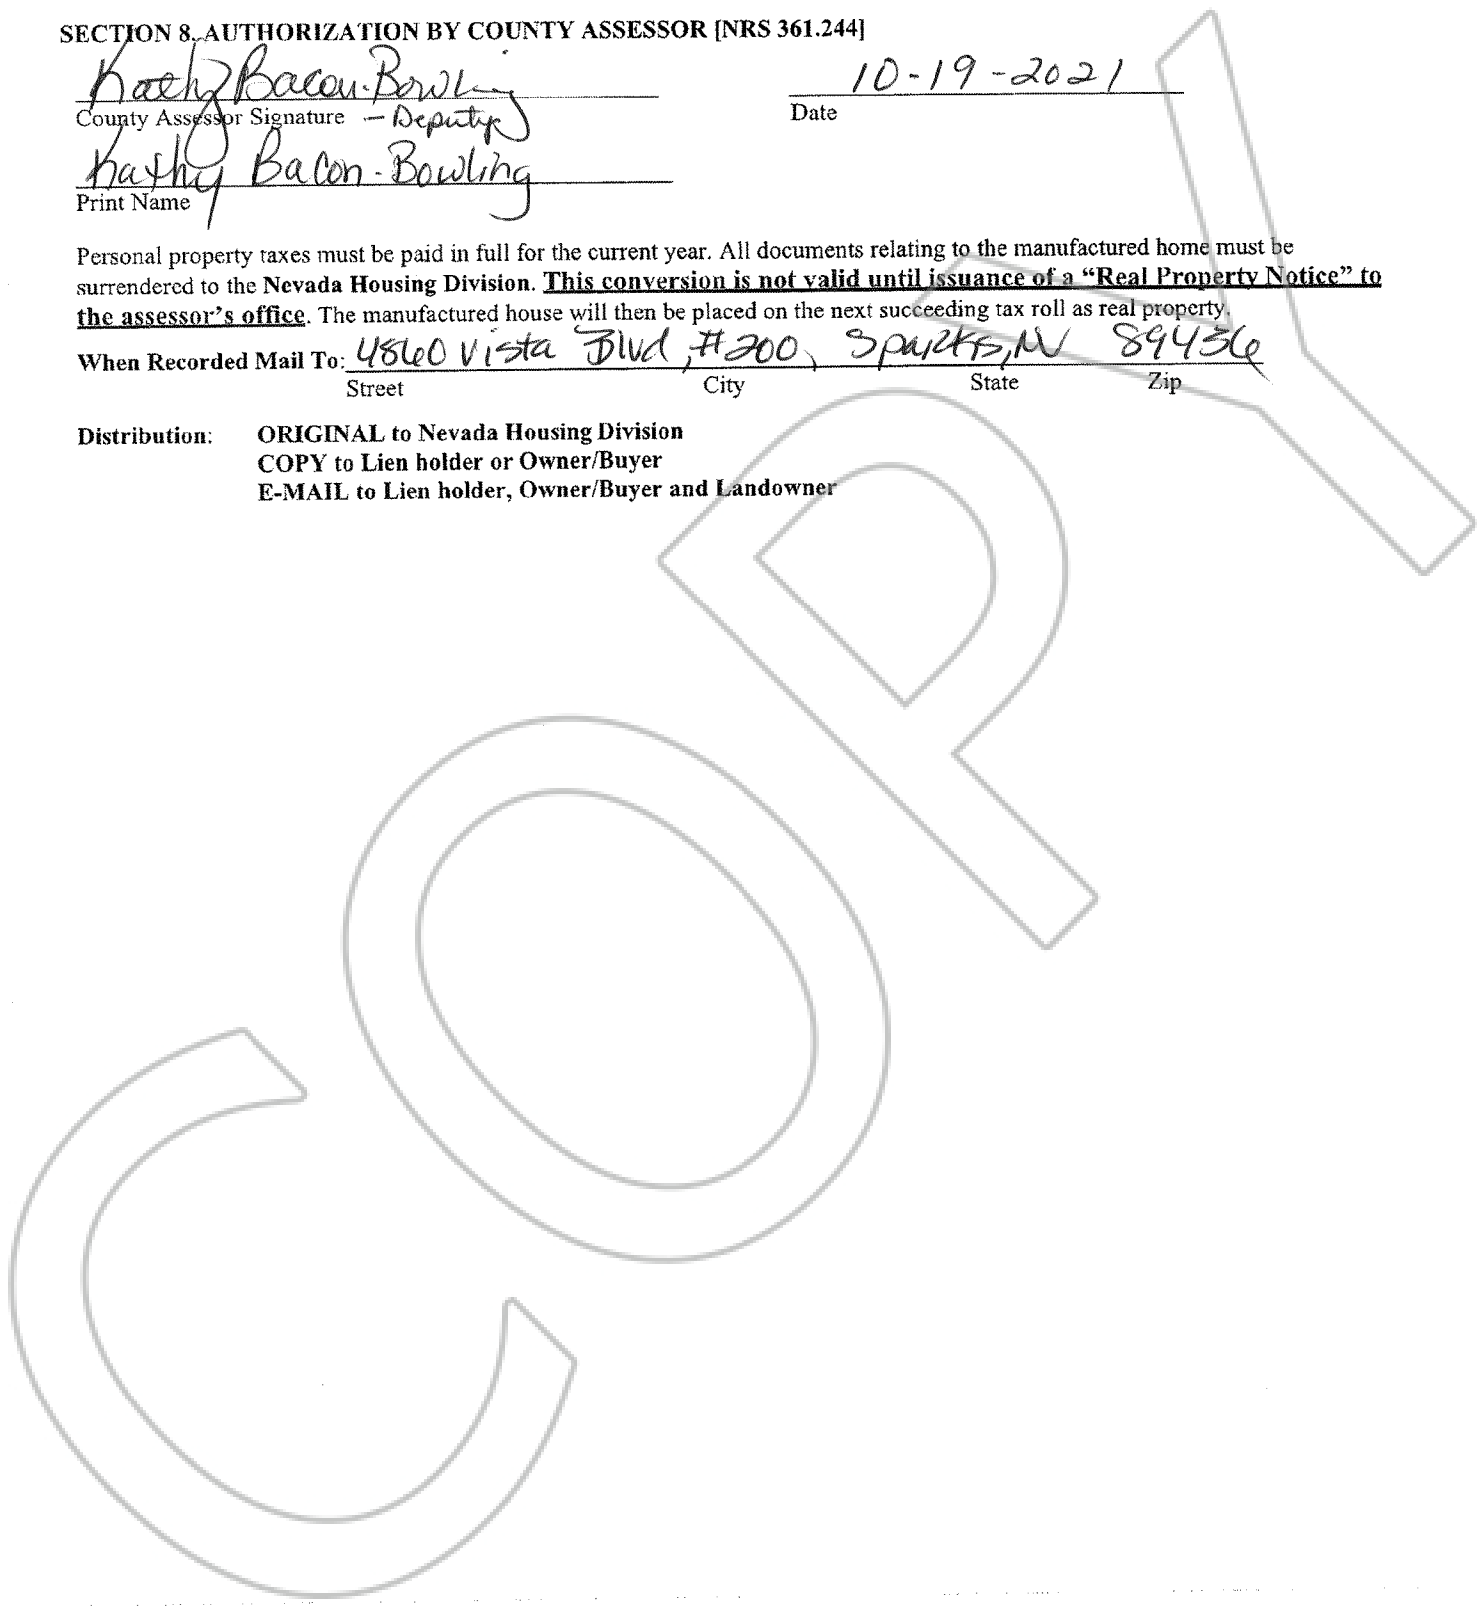 SECTION 8. AUTHORIZATION BY COUNTY ASSESSOR [NRS 361.244]
Kathy Bacon-Bowling 10-19-2021
County Assessor Signature - Deputy Date
Kathy Bacon-Bowling
Print Name
Personal property taxes must be paid in full for the current year. All documents relating to the manufactured home must be
surrendered to the Nevada Housing Division. This conversion is not valid until issuance of a “Real Property Notice” to
the assessor’s office. The manufactured house will then be placed on the next succeeding tax roll as real property.
When Recorded Mail To: 4860 Vista Blvd, #200, Sparks, NV 89436
Street City State Zip
Distribution: ORIGINAL to Nevada Housing Division
COPY to Lien holder or Owner/Buyer
E-MAIL to Lien holder, Owner/Buyer and Landowner
COPY